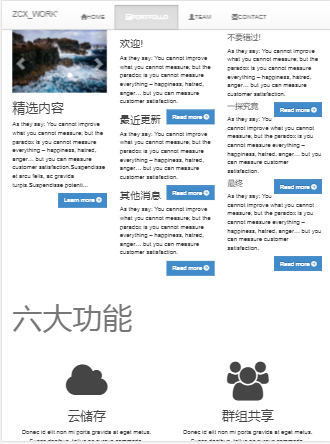 ZCX_WORK"
HOME
PORTFOLIO
TEAM
CONTACT
精选内容
As they say: You cannot improve
what you cannot measure; but the
paradox is you cannot measure
everything – happiness, hatred,
anger… but you can measure
customer satisfaction.Suspendisse
et arcu felis, ac gravida
turpis.Suspendisse potenti...
Learn more
欢迎!
As they say: You cannot improve
what you cannot measure; but the
paradox is you cannot measure
everything – happiness, hatred,
anger… but you can measure
customer satisfaction.
Read more
最近更新
As they say: You cannot improve
what you cannot measure; but the
paradox is you cannot measure
everything – happiness, hatred,
anger… but you can measure
customer satisfaction.
Read more
其他消息
As they say: You cannot improve
what you cannot measure; but the
paradox is you cannot measure
everything – happiness, hatred,
anger… but you can measure
customer satisfaction.
Read more
不要错过!
As they say: You cannot improve
what you cannot measure; but the
paradox is you cannot measure
everything – happiness, hatred,
anger… but you can measure
customer satisfaction.
Read more
一探究竟
As they say: You
cannot improve what you cannot
measure; but the paradox is you
cannot measure everything –
happiness, hatred, anger… but you
can measure customer
satisfaction.
Read more
最终
As they say: You
cannot improve what you cannot
measure; but the paradox is you
cannot measure everything –
happiness, hatred, anger… but you
can measure customer
satisfaction.
Read more
六大功能
云储存
Donec id elit non mi porta gravida at eget metus.
群组共享
Donec id elit non mi porta gravida at eget metus.